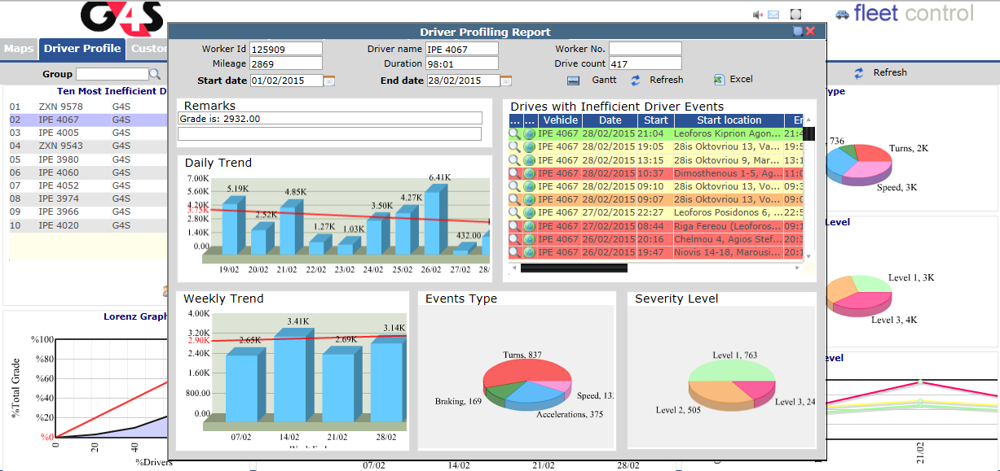 G4S
fleet control
Maps
Driver Profile
Custo
Group
Refresh
Ten Most Inefficient D
01 ZXN 9578 G4S
02 IPE 4067 G4S
03 IPE 4005 G4S
04 ZXN 9543 G4S
05 IPE 3980 G4S
06 IPE 4060 G4S
07 IPE 4052 G4S
08 IPE 3974 G4S
09 IPE 3966 G4S
10 IPE 4020 G4S
Lorenz Graph
%Total Grade
%100
%80
%60
%40
%20
%0
0 20 40
%Drivers
Driver Profiling Report
Worker Id 125909 Driver name IPE 4067 Worker No.
Mileage 2869 Duration 98:01 Drive count 417
Start date 01/02/2015 End date 28/02/2015 Gantt Refresh Excel
Remarks
Grade is: 2932.00
Daily Trend
7.00K
5.60K
4.20K
3.75K
2.80K
1.40K
0.00
5.19K 2.52K 4.85K 1.27K 1.03K 3.50K 4.27K 6.41K 432.00
19/02 20/02 21/02 22/02 23/02 24/02 25/02 26/02 27/02 28/
Drives with Inefficient Driver Events
... ... Vehicle Date Start Start location En
IPE 4067 28/02/2015 21:04 Leoforos Kiprion Agon... 21:4
IPE 4067 28/02/2015 19:05 28is Oktovriou 13, Va... 19:5
IPE 4067 28/02/2015 13:15 28is Oktovriou 9, Mar... 13:1
IPE 4067 28/02/2015 10:37 Dimosthenous 1-5, Ag... 11:0
IPE 4067 28/02/2015 09:10 28is Oktovriou 13, Vo... 09:3
IPE 4067 28/02/2015 09:07 28is Oktovriou 13, Vo... 09:0
IPE 4067 27/02/2015 22:27 Leoforos Posidonos 6, ... 22:5
IPE 4067 27/02/2015 08:44 Riga Fereou (Leoforos... 09:1
IPE 4067 26/02/2015 20:16 Chelmou 4, Agios Stef... 20:3
IPE 4067 26/02/2015 19:47 Niovis 14-18, Marousi... 20:1
Weekly Trend
4.00K
3.20K
2.90K
2.40K
1.60K
800.00
0.00
2.65K 3.41K 2.69K 3.14K
07/02 14/02 21/02 28/02
Events Type
Turns, 837
Braking, 169
Speed, 13
Accelerations, 375
Severity Level
Level 1, 763
Level 2, 505
Level 3, 24
ype
736
Turns, 2K
Speed, 3K
Level
Level 1, 3K
Level 3, 4K
evel
21/02
07/02 14/02 21/02 28/02